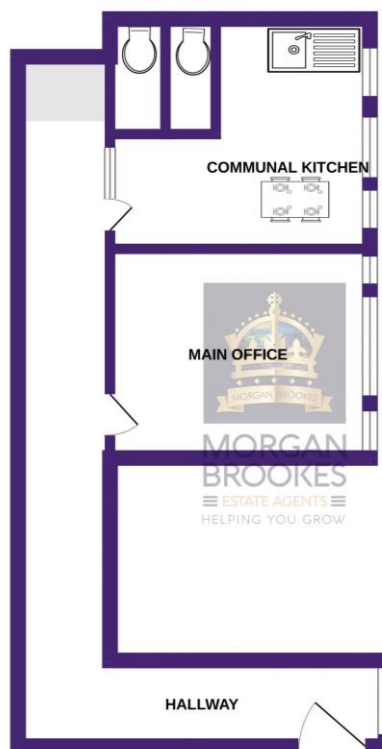 COMMUNAL KITCHEN
MAIN OFFICE
MORGAN BROOKES
MORGAN
BROOKES
ESTATE AGENTS
HELPING YOU GROW
HALLWAY